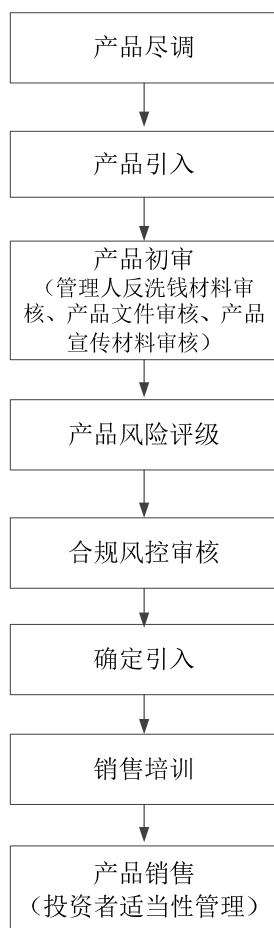 产品尽调
产品引入
产品初审
（管理人反洗钱材料审
核、产品文件审核、产品
宣传材料审核）
产品风险评级
合规风控审核
确定引入
销售培训
产品销售
（投资者适当性管理）